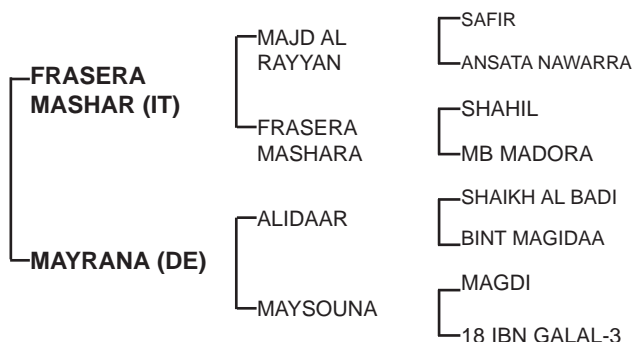 FRASERA
MASHAR (IT)
MAYRANA (DE)
MAJD AL
RAYYAN
FRASERA
MASHARA
ALIDAAR
MAYSOUNA
SAFIR
ANSATA NAWARRA
SHAHIL
MB MADORA
SHAIKH AL BADI
BINT MAGIDAA
MAGDI
18 IBN GALAL-3